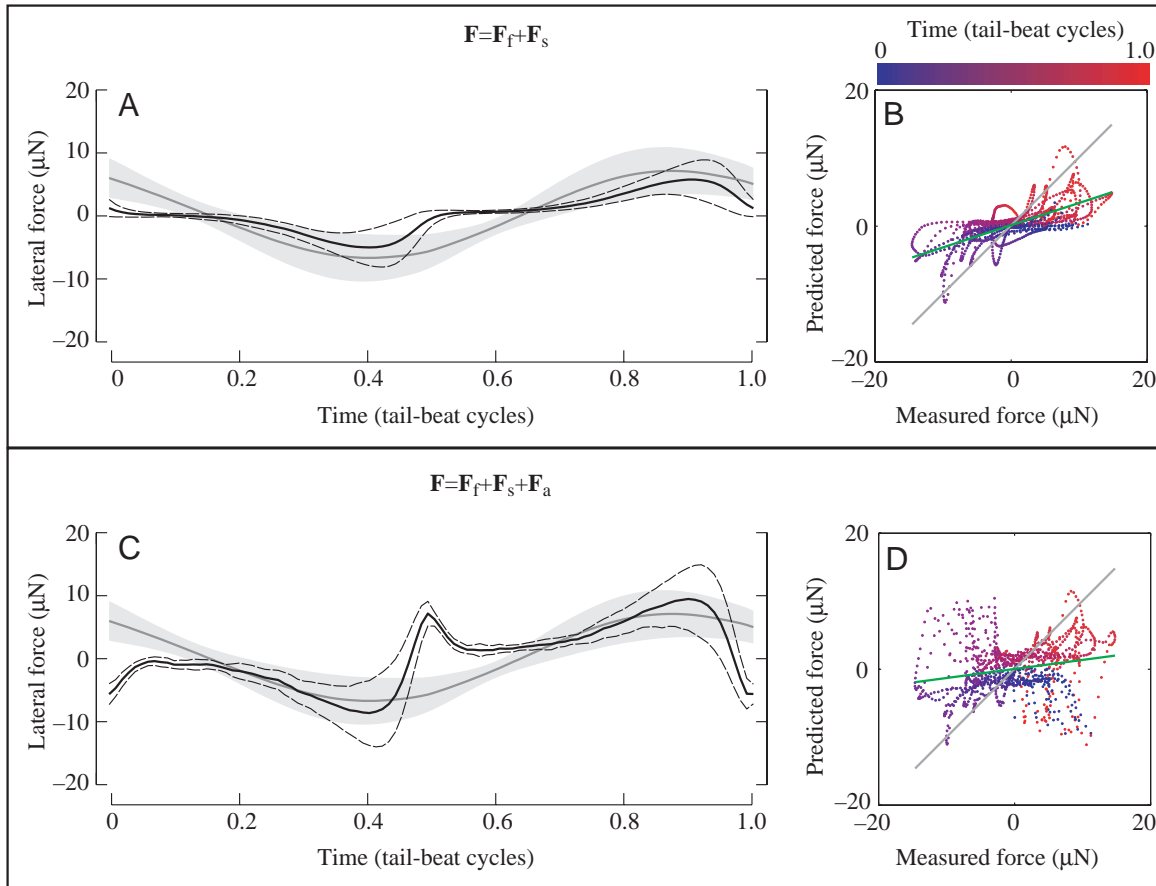 F=Ff+Fs
Time (tail-beat cycles)
0 1.0
A
20
10
0
−10
−20
Lateral force (µN)
0 0.2 0.4 0.6 0.8 1.0
Time (tail-beat cycles)
B
20
0
−20
Predicted force (µN)
−20 0 20
Measured force (µN)
F=Ff+Fs+Fa
C
20
10
0
−10
−20
Lateral force (µN)
0 0.2 0.4 0.6 0.8 1.0
Time (tail-beat cycles)
D
20
0
−20
Predicted force (µN)
−20 0 20
Measured force (µN)